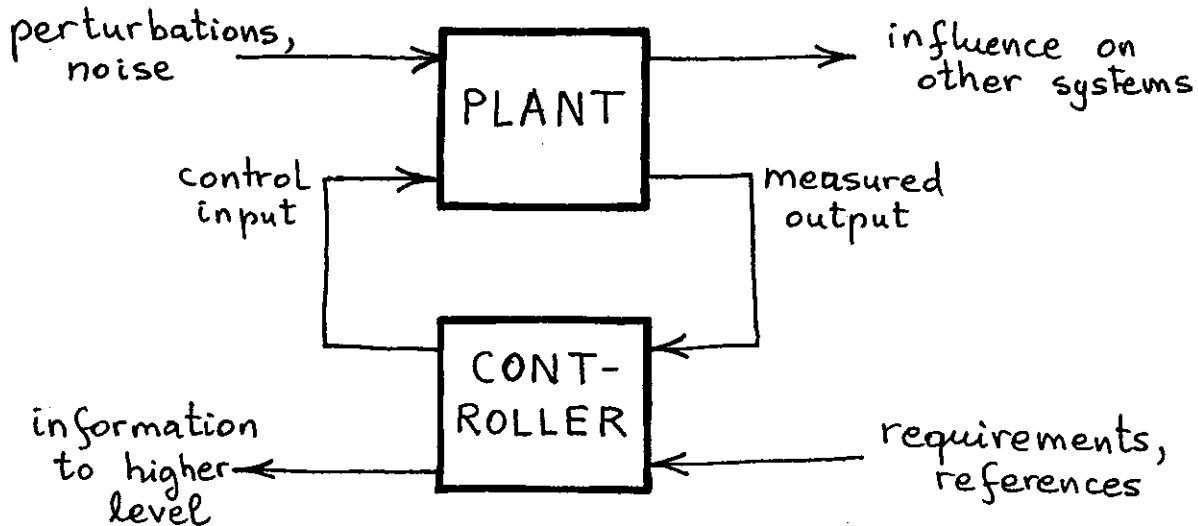 perturbations,
noise
PLANT
influence on
other systems
control
input
measured
output
CONT-
ROLLER
information
to higher
level
requirements,
references